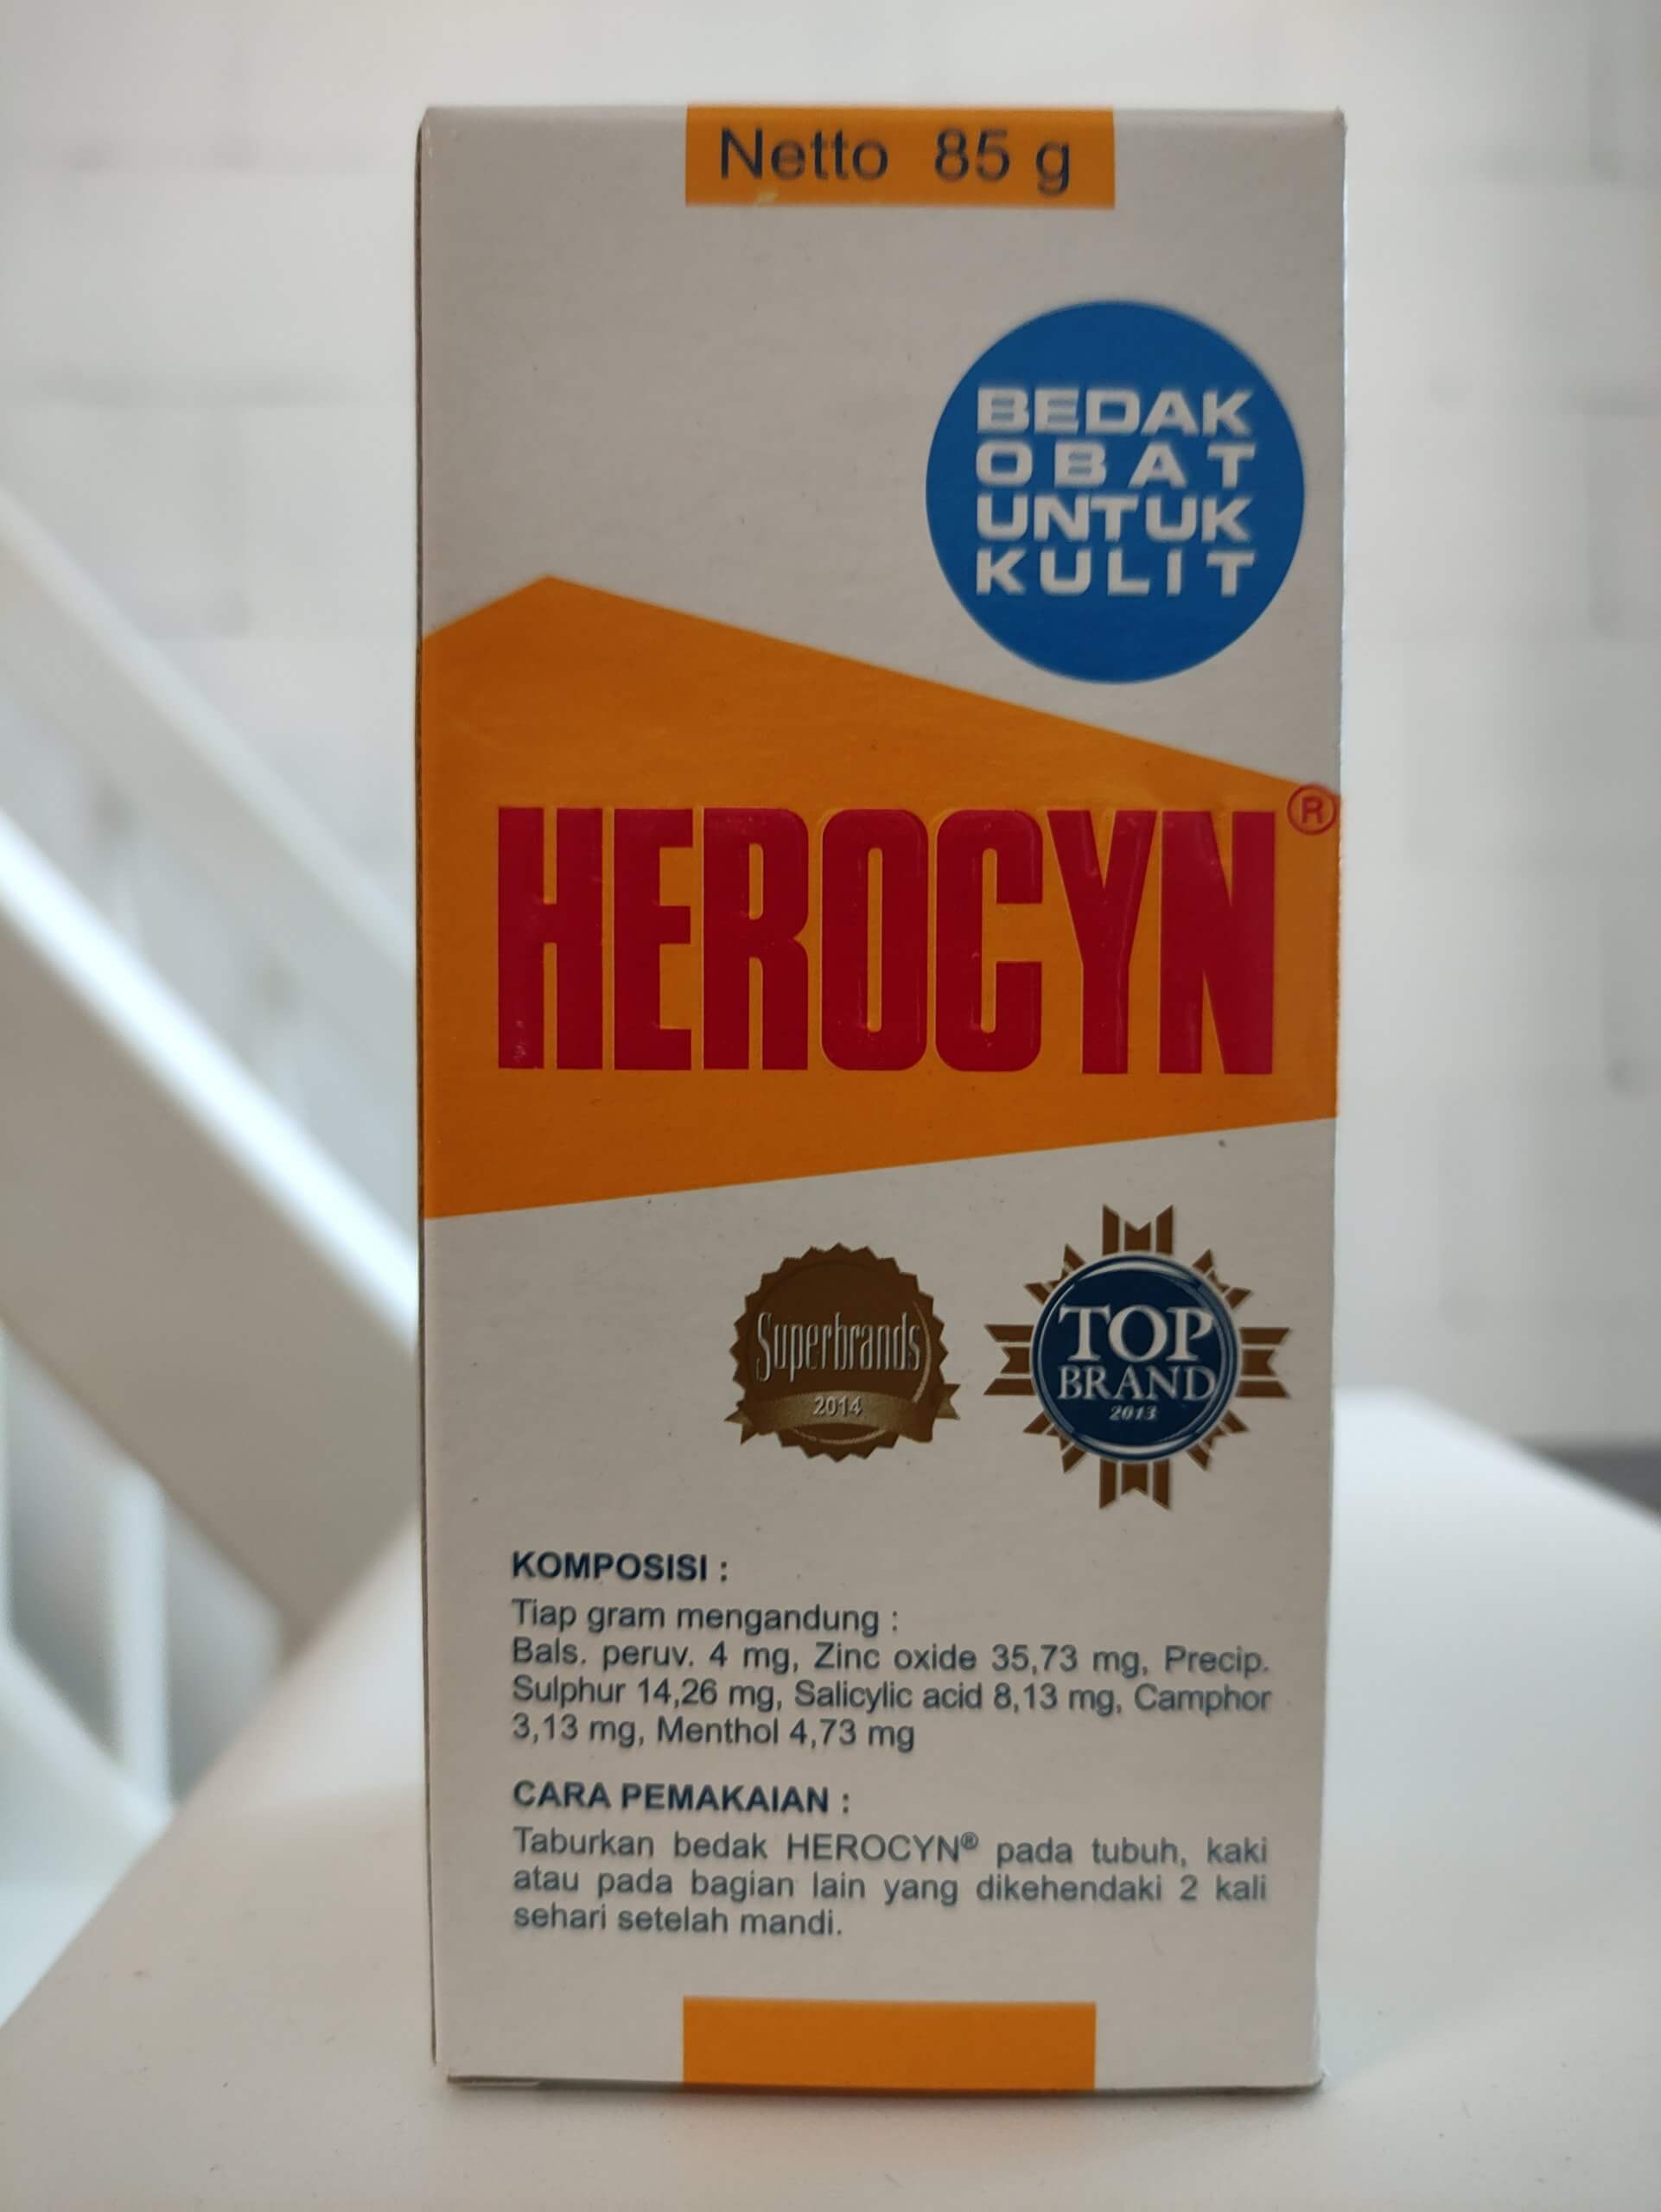 Netto 85 g
BEDAK
OBAT
UNTUK
KULIT
HEROCYN®
Superbrands
2014
TOP
BRAND
2013
KOMPOSISI :
Tiap gram mengandung :
Bals. peruv. 4 mg, Zinc oxide 35,73 mg, Precip.
Sulphur 14,26 mg, Salicylic acid 8,13 mg, Camphor
3,13 mg, Menthol 4,73 mg
CARA PEMAKAIAN :
Taburkan bedak HEROCYN® pada tubuh, kaki
atau pada bagian lain yang dikehendaki 2 kali
sehari setelah mandi.